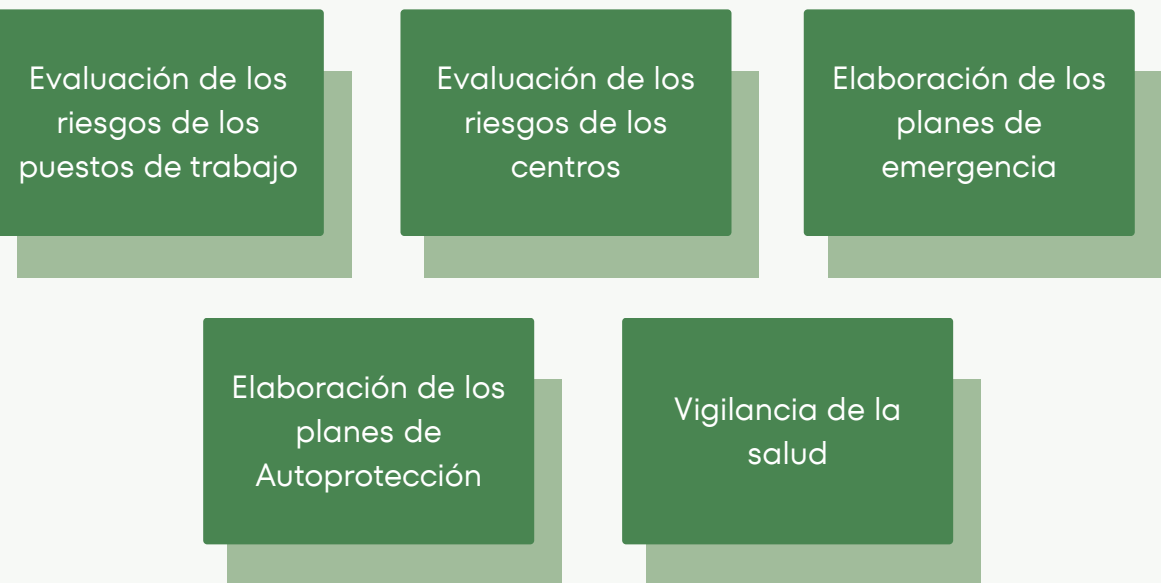 Evaluación de los
riesgos de los
puestos de trabajo
Evaluación de los
riesgos de los
centros
Elaboración de los
planes de
emergencia
Elaboración de los
planes de
Autoprotección
Vigilancia de la
salud